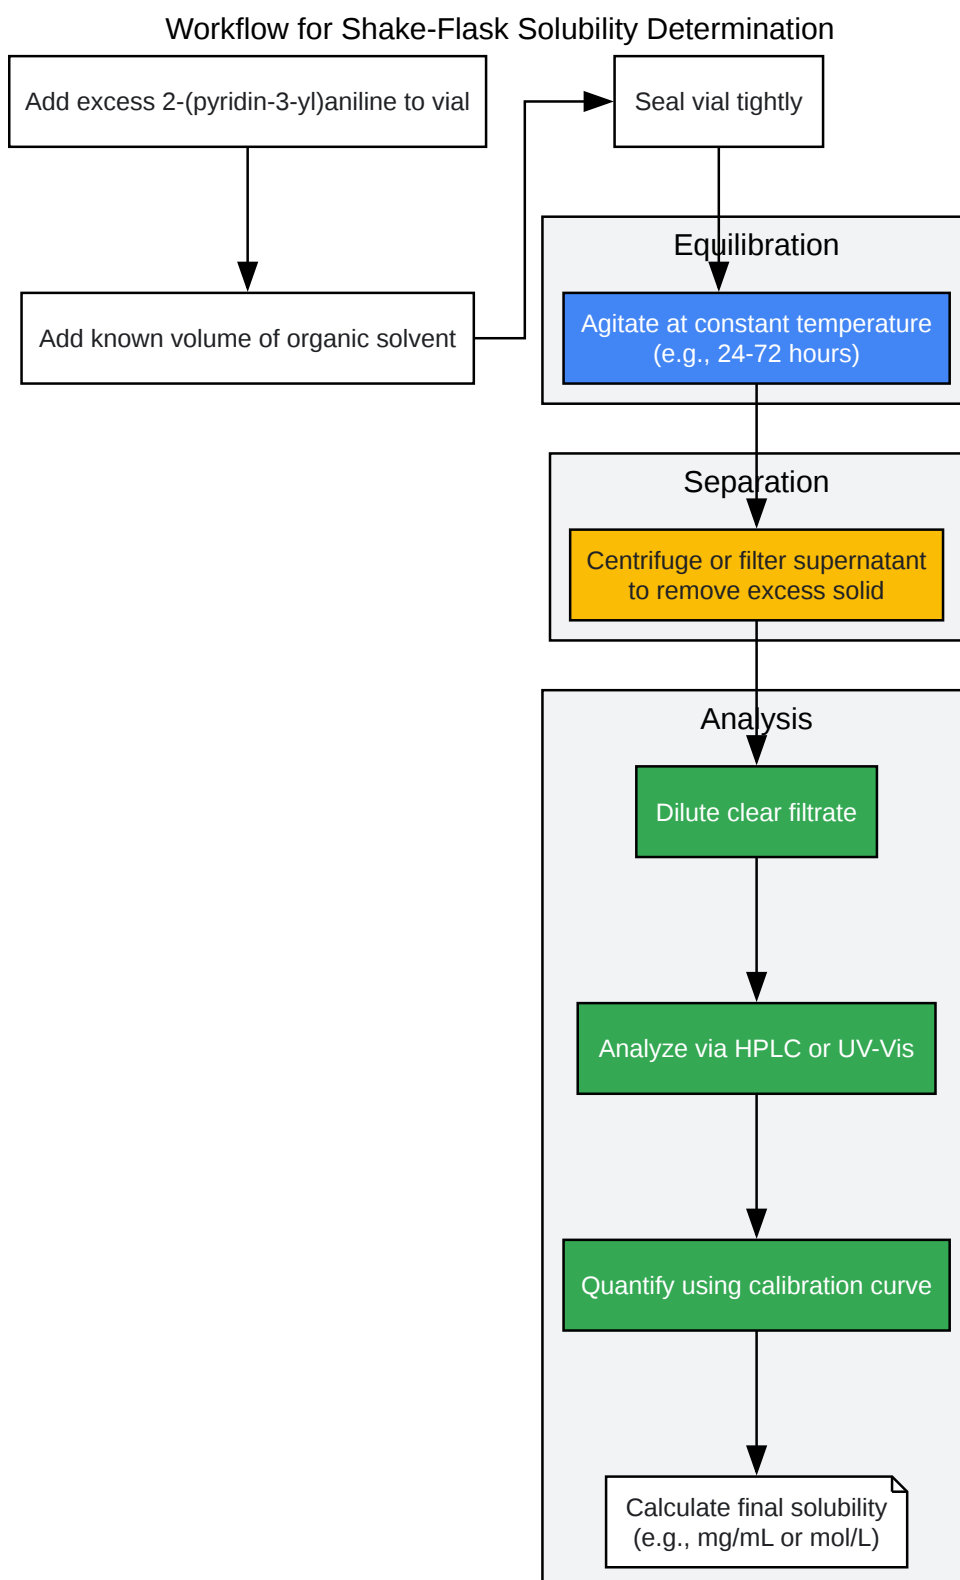 Workflow for Shake-Flask Solubility Determination
Add excess 2-(pyridin-3-yl)aniline to vial
Add known volume of organic solvent
Seal vial tightly
Equilibration
Agitate at constant temperature
(e.g., 24-72 hours)
Separation
Centrifuge or filter supernatant
to remove excess solid
Analysis
Dilute clear filtrate
Analyze via HPLC or UV-Vis
Quantify using calibration curve
Calculate final solubility
(e.g., mg/mL or mol/L)